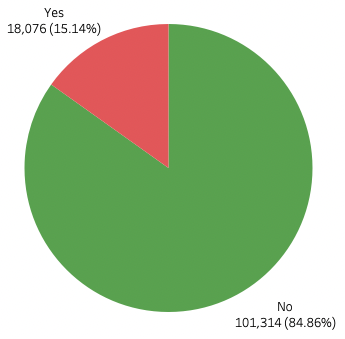 Yes
18,076 (15.14%)
No
101,314 (84.86%)